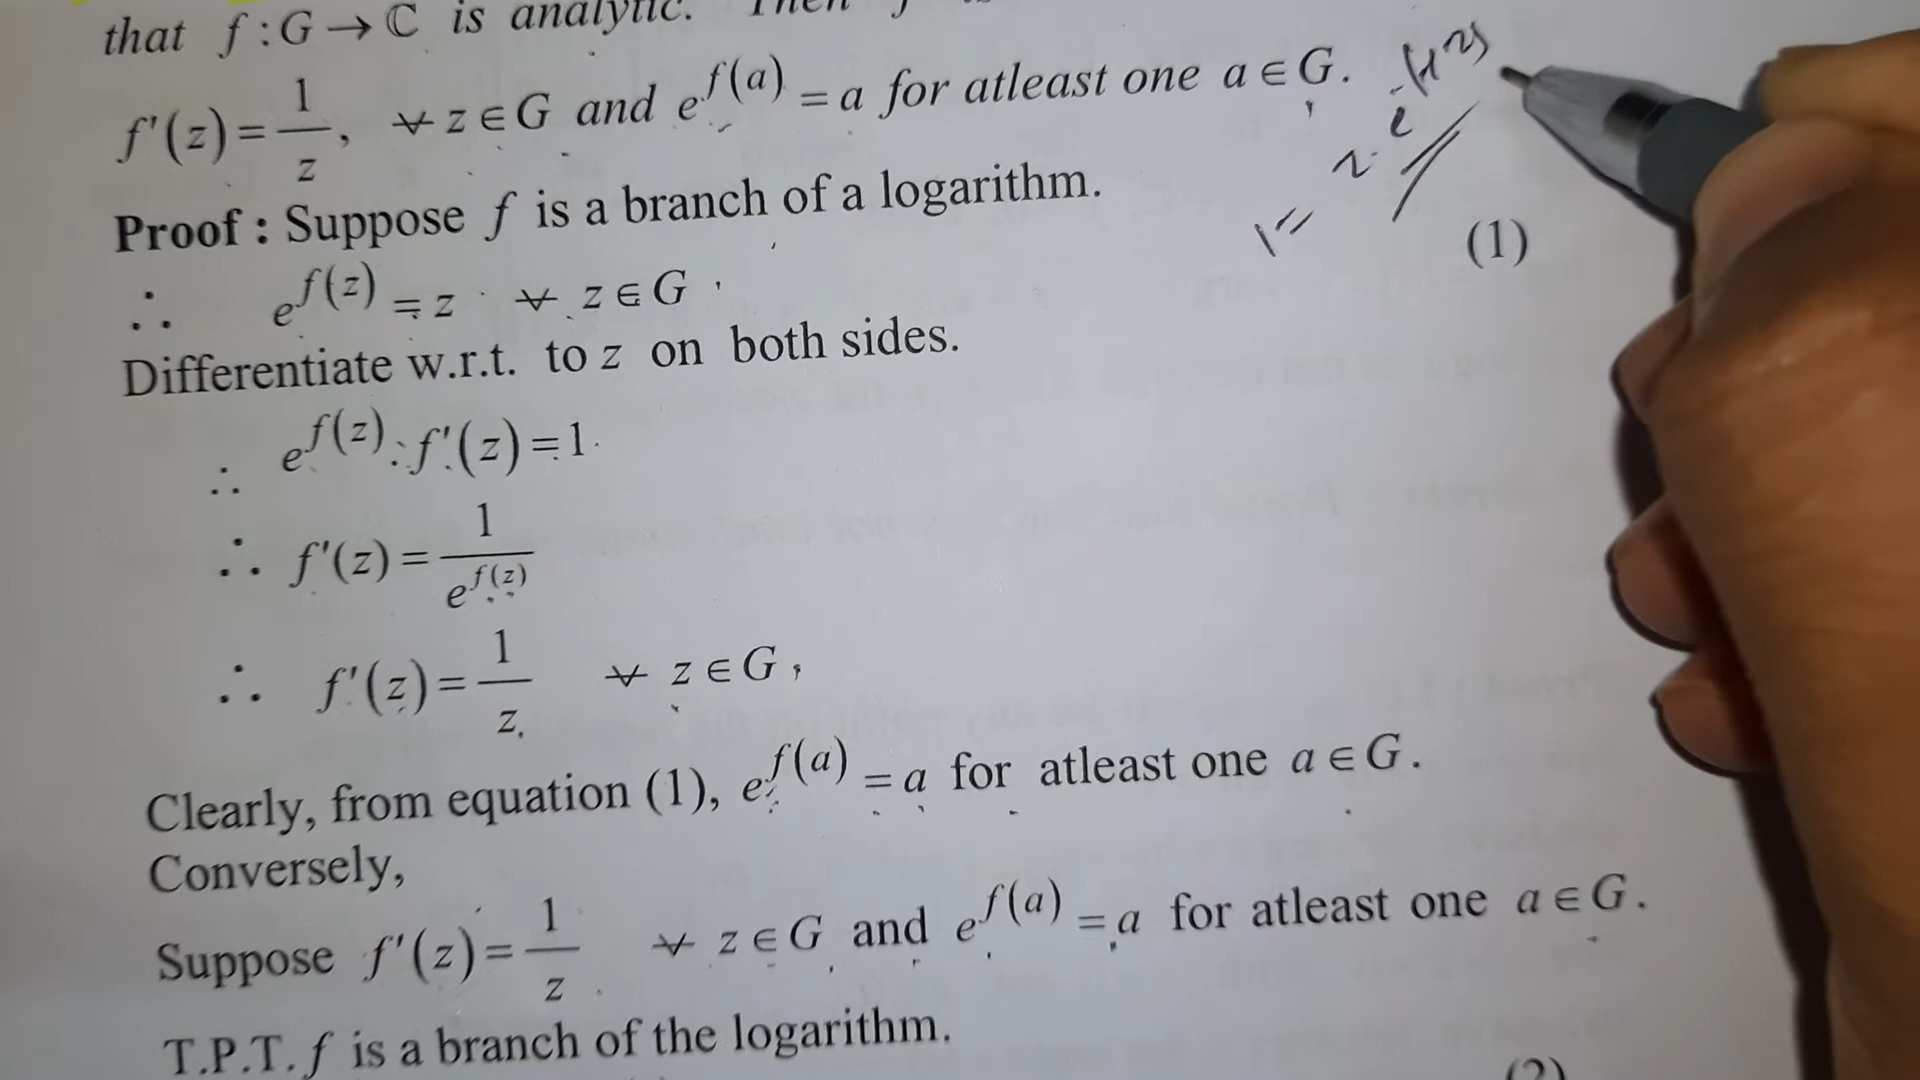 that f : G → ℂ is analytic. Then f
f'(z) = 1/z, ∀ z ∈ G and e^{f(a)} = a for atleast one a ∈ G.
Proof : Suppose f is a branch of a logarithm.
∴ e^{f(z)} = z ∀ z ∈ G (1)
Differentiate w.r.t. to z on both sides.
∴ e^{f(z)} . f'(z) = 1
∴ f'(z) = 1/e^{f(z)}
∴ f'(z) = 1/z ∀ z ∈ G,
Clearly, from equation (1), e^{f(a)} = a for atleast one a ∈ G.
Conversely,
Suppose f'(z) = 1/z ∀ z ∈ G and e^{f(a)} = a for atleast one a ∈ G.
T.P.T. f is a branch of the logarithm.
(2)